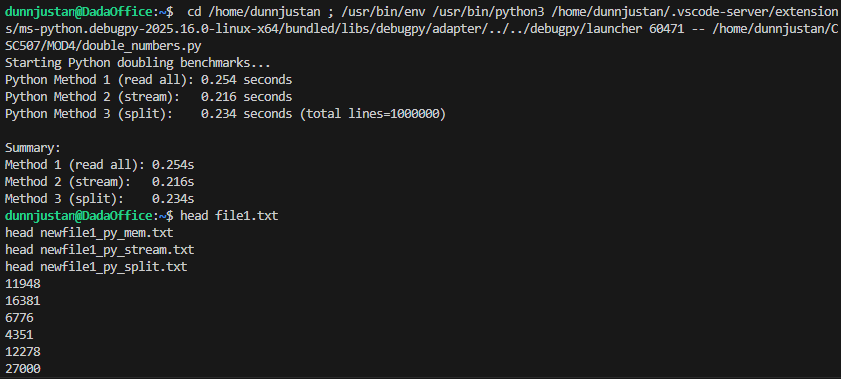 dunnjustan@DadaOffice:~$  cd /home/dunnjustan ; /usr/bin/env /usr/bin/python3 /home/dunnjustan/.vscode-server/extension
s/ms-python.debugpy-2025.16.0-linux-x64/bundled/libs/debugpy/adapter/../../debugpy/launcher 60471 -- /home/dunnjustan/C
SC507/MOD4/double_numbers.py
Starting Python doubling benchmarks...
Python Method 1 (read all): 0.254 seconds
Python Method 2 (stream):   0.216 seconds
Python Method 3 (split):    0.234 seconds (total lines=1000000)

Summary:
Method 1 (read all): 0.254s
Method 2 (stream):   0.216s
Method 3 (split):    0.234s
dunnjustan@DadaOffice:~$ head file1.txt
head newfile1_py_mem.txt
head newfile1_py_stream.txt
head newfile1_py_split.txt
11948
16381
6776
4351
12278
27000